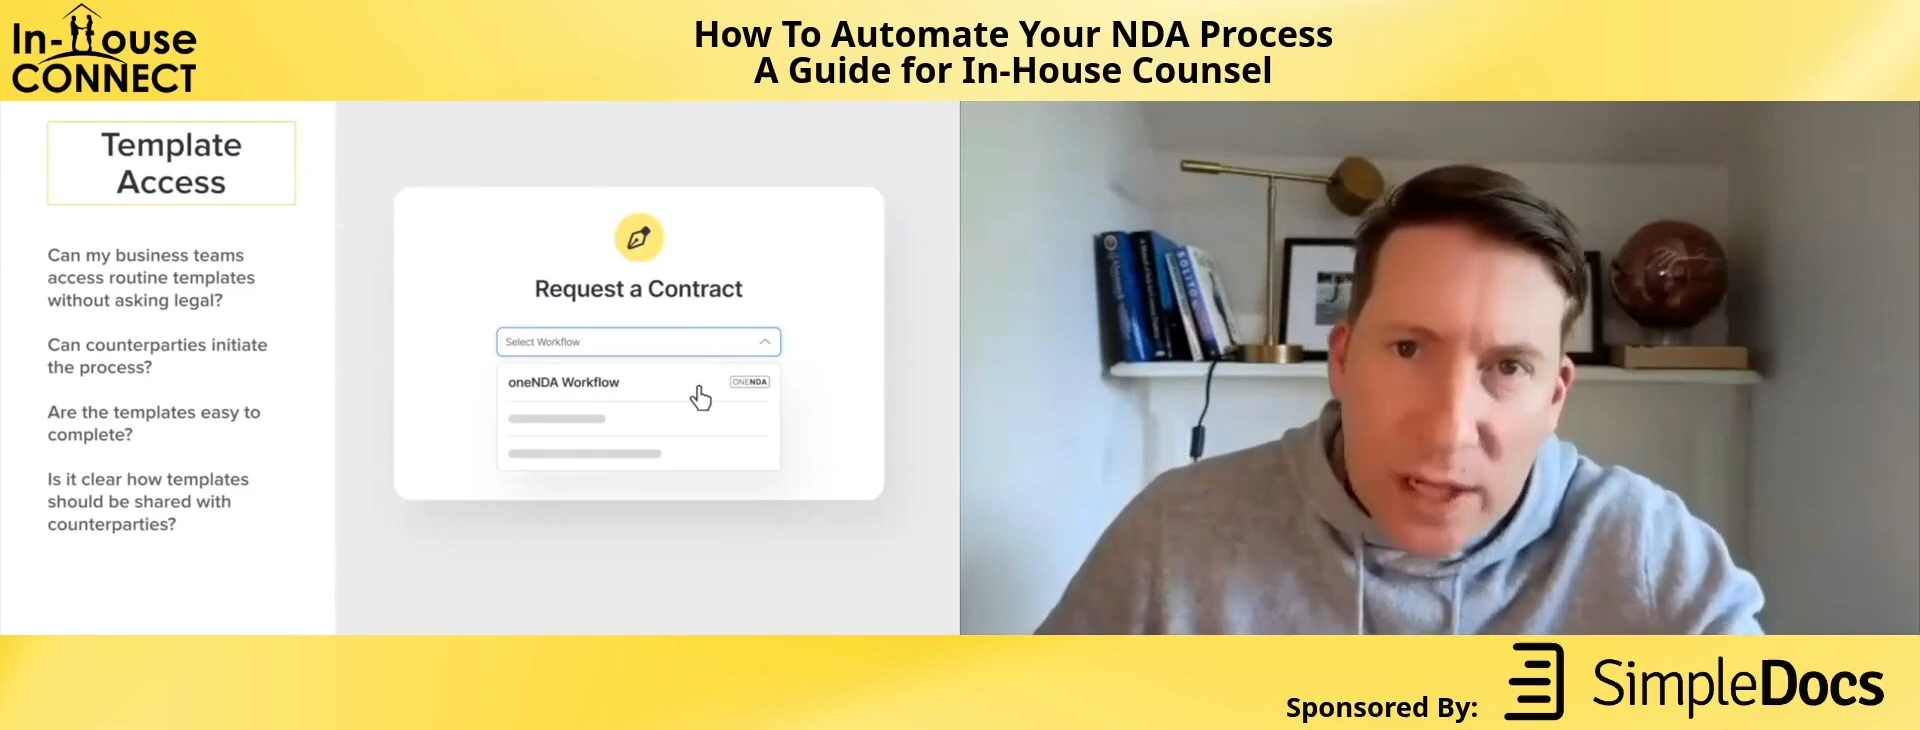 In-House
CONNECT
How To Automate Your NDA Process
A Guide for In-House Counsel
Template
Access
Can my business teams
access routine templates
without asking legal?
Can counterparties initiate
the process?
Are the templates easy to
complete?
Is it clear how templates
should be shared with
counterparties?
Request a Contract
Select Workflow
oneNDA Workflow
ONENDA
SOLITO
Sponsored By:
SimpleDocs